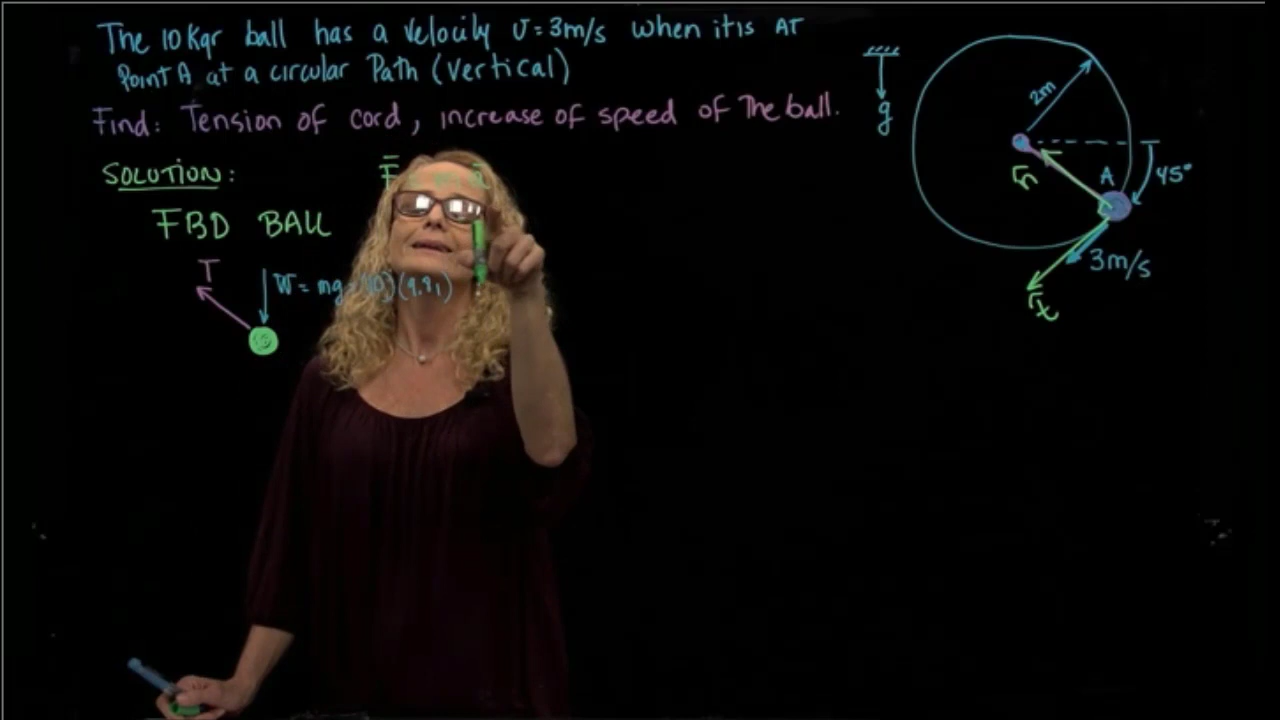 The 10 Kgr ball has a velocity v = 3m/s when it is AT
Point A at a circular Path (vertical)
Find: Tension of cord, increase of speed of The ball.
SOLUTION:
FBD BALL
T
W = mg = (10)(9.81)
g
2m
A
45°
3m/s